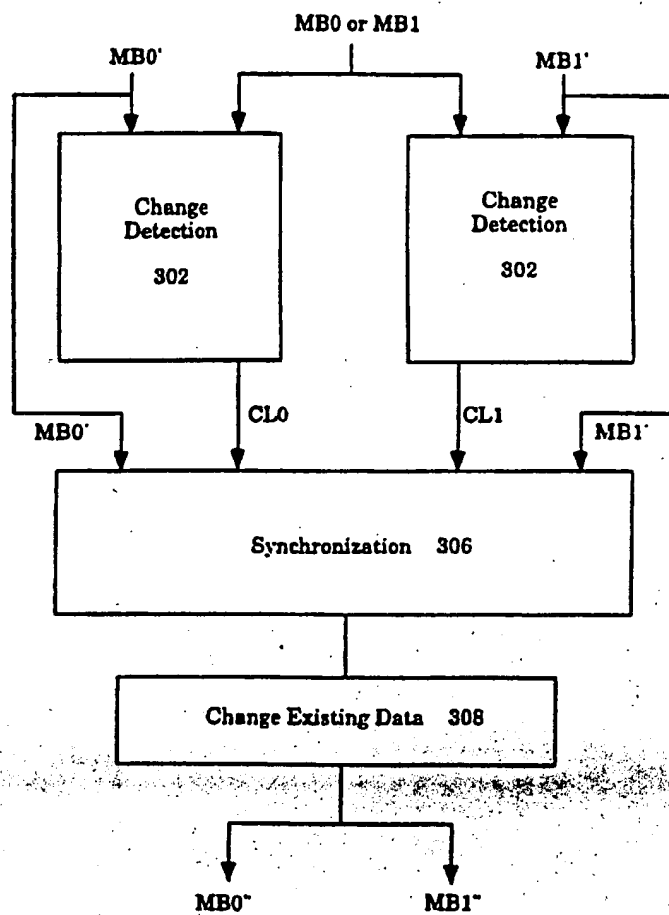 MB0 or MB1
MB0'
MB1'
Change
Detection
302
Change
Detection
302
CL0
CL1
MB0'
MB1'
Synchronization 306
Change Existing Data 308
MB0"
MB1"